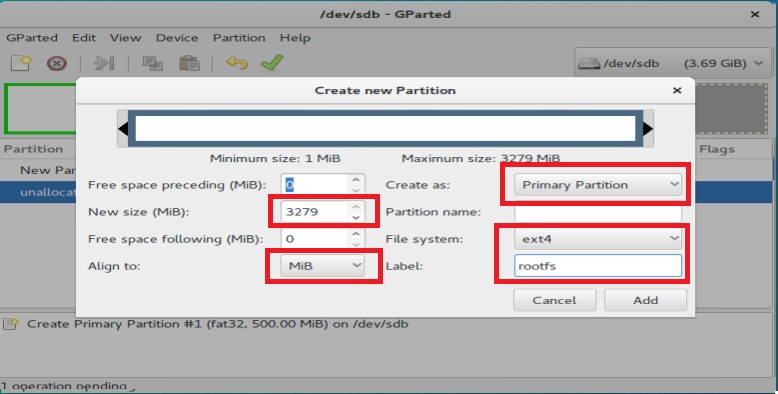 /dev/sdb - GParted
GParted Edit View Device Partition Help
/dev/sdb (3.69 GiB)
Create new Partition
Minimum size: 1 MiB Maximum size: 3279 MiB
Partition Flags
New Par
unallocat
Free space preceding (MiB): 0 Create as: Primary Partition
New size (MiB): 3279 Partition name:
Free space following (MiB): 0 File system: ext4
Align to: MiB Label: rootfs
Cancel Add
Create Primary Partition #1 (fat32, 500.00 MiB) on /dev/sdb
1 operation pending